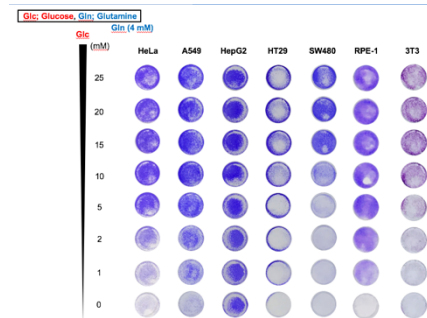 Glc; Glucose, Gln; Glutamine
Gln (4 mM)
Glc
(mM)
HeLa A549 HepG2 HT29 SW480 RPE-1 3T3
25
20
15
10
5
2
1
0